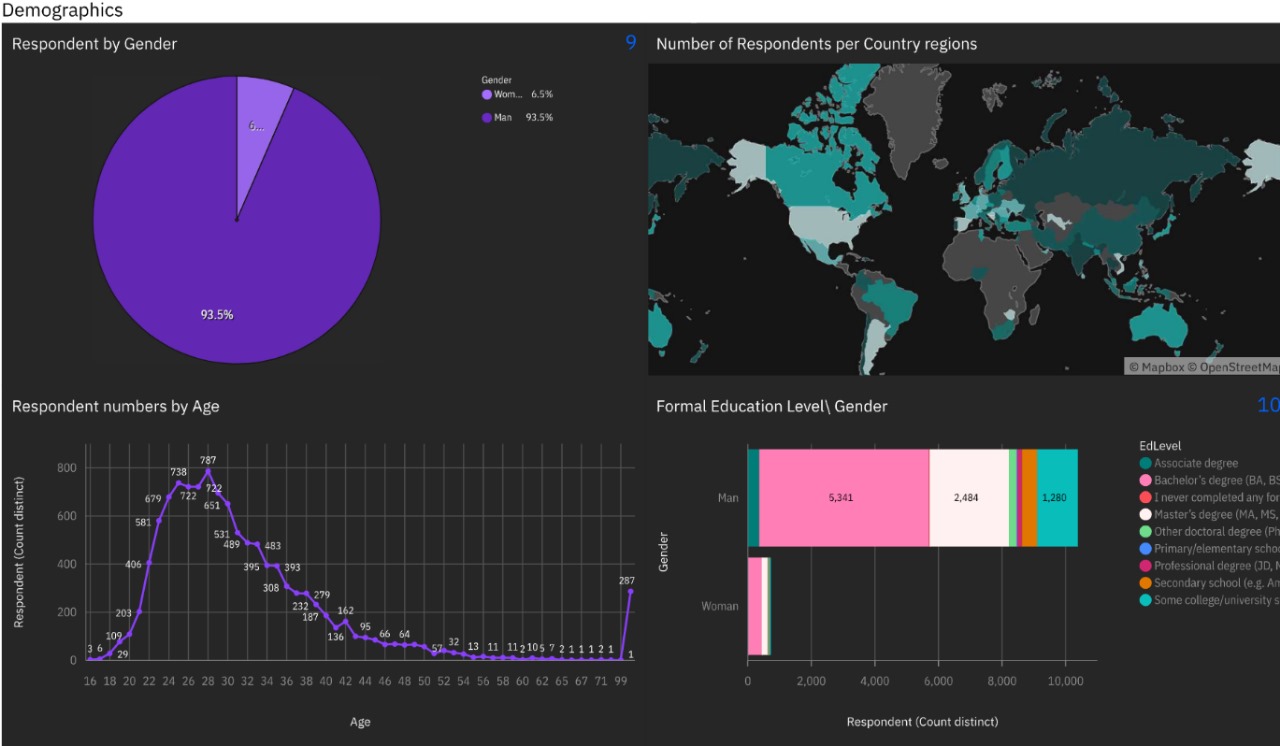 Demographics
Respondent by Gender
9
Gender
Wom... 6.5%
Man 93.5%
6...
93.5%
Number of Respondents per Country regions
© Mapbox © OpenStreetMap
Respondent numbers by Age
Respondent (Count distinct)
800
600
400
200
0
3 6 29 109 203 406 581 679 738 722 787 722 651 531 489 483 395 393 308 232 279 187 136 162 95 66 64 57 32 13 11 11 2 10 5 7 2 1 1 1 2 1 287 1
16 18 20 22 24 26 28 30 32 34 36 38 40 42 44 46 48 50 52 54 56 58 60 62 65 67 71 99
Age
Formal Education Level\ Gender
10
Gender
Man
5,341
2,484
1,280
Woman
0 2,000 4,000 6,000 8,000 10,000
Respondent (Count distinct)
EdLevel
Associate degree
Bachelor's degree (BA, BS
I never completed any for
Master's degree (MA, MS,
Other doctoral degree (Ph
Primary/elementary schoo
Professional degree (JD, M
Secondary school (e.g. Am
Some college/university s